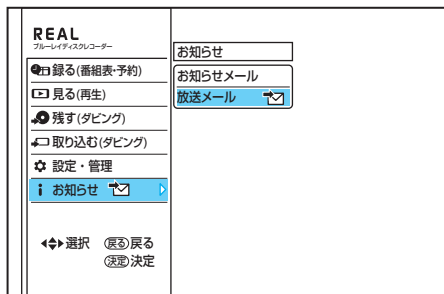 REAL
ブルーレイディスクレコーダー
録る(番組表・予約)
見る(再生)
残す(ダビング)
取り込む(ダビング)
設定・管理
お知らせ
選択 戻る 戻る
決定 決定
お知らせ
お知らせメール
放送メール